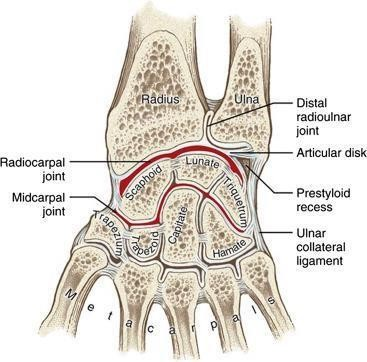 Radius
Ulna
Distal
radioulnar
joint
Articular disk
Radiocarpal
joint
Lunate
Scaphoid
Triquetrum
Prestyloid
recess
Midcarpal
joint
Trapezium
Trapezoid
Capitate
Hamate
Ulnar
collateral
ligament
Metacarpals